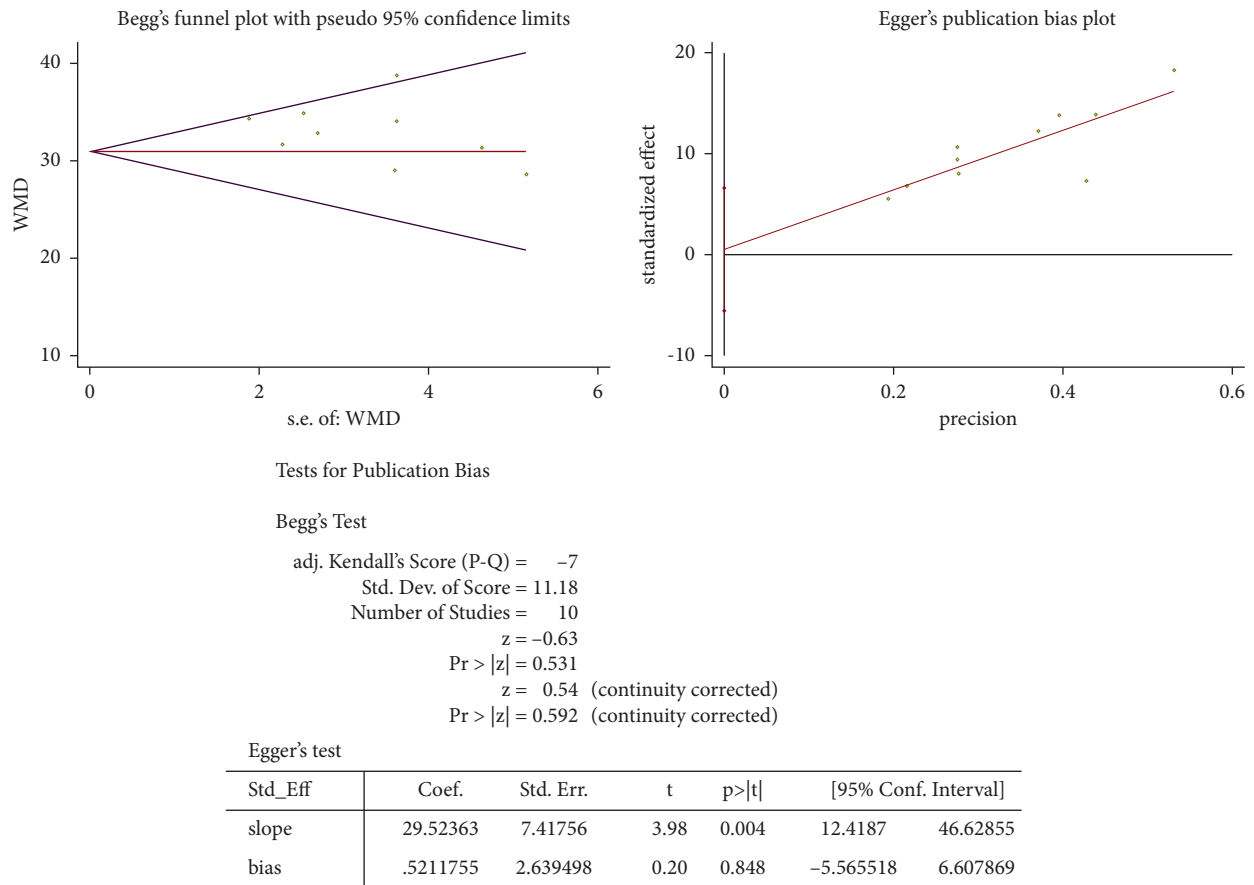 Begg's funnel plot with pseudo 95% confidence limits
40
30
20
10
WMD
0 2 4 6
s.e. of: WMD
Egger's publication bias plot
20
10
0
-10
standardized effect
0 0.2 0.4 0.6
precision
Tests for Publication Bias
Begg's Test
adj. Kendall's Score (P-Q) = –7
Std. Dev. of Score = 11.18
Number of Studies = 10
z = –0.63
Pr > |z| = 0.531
z = 0.54 (continuity corrected)
Pr > |z| = 0.592 (continuity corrected)
Egger's test
Std_Eff Coef. Std. Err. t p>|t| [95% Conf. Interval]
slope 29.52363 7.41756 3.98 0.004 12.4187 46.62855
bias .5211755 2.639498 0.20 0.848 –5.565518 6.607869